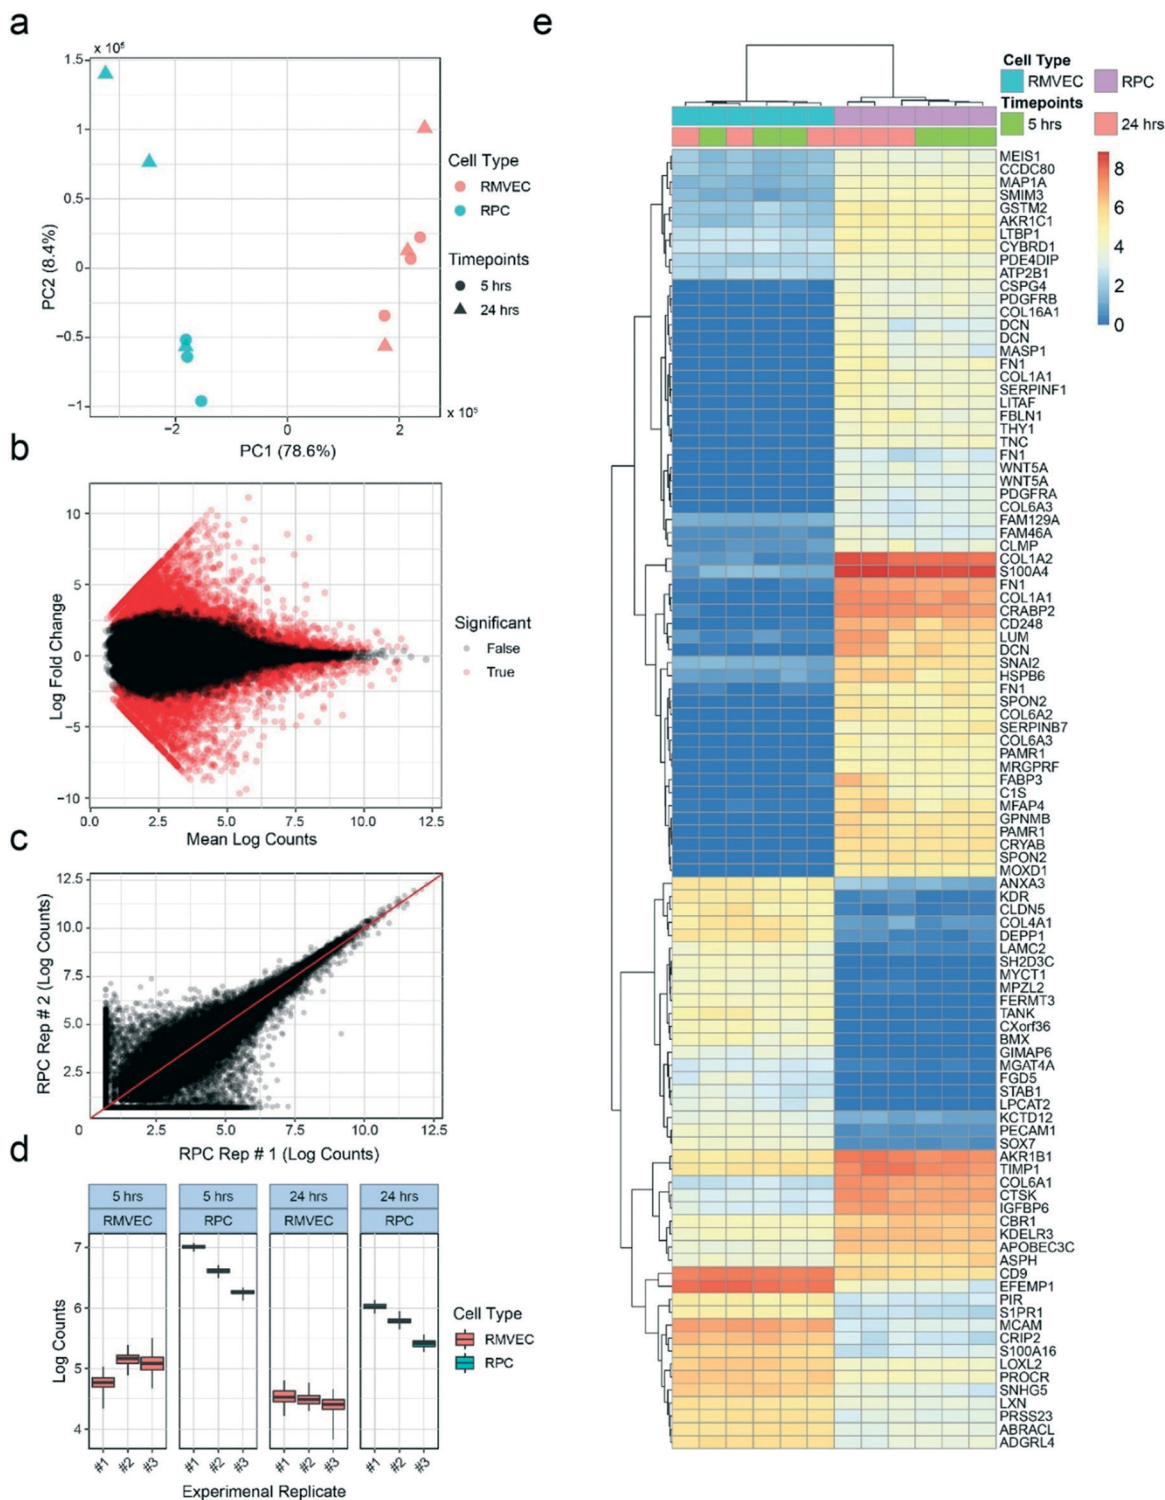 a
x 10⁶
1.5
1
0.5
0
−0.5
−1
PC2 (8.4%)
−2
0
2
x 10⁵
PC1 (78.6%)
Cell Type
RMVEC
RPC
Timepoints
5 hrs
24 hrs
b
10
5
0
−5
−10
Log Fold Change
0.0
2.5
5.0
7.5
10.0
12.5
Mean Log Counts
Significant
False
True
c
12.5
10.0
7.5
5.0
2.5
RPC Rep # 2 (Log Counts)
0
2.5
5.0
7.5
10.0
12.5
RPC Rep # 1 (Log Counts)
d
5 hrs
5 hrs
24 hrs
24 hrs
RMVEC
RPC
RMVEC
RPC
7
6
5
4
Log Counts
#1
#2
#3
#1
#2
#3
#1
#2
#3
#1
#2
#3
Experimenal Replicate
Cell Type
RMVEC
RPC
e
Cell Type
RMVEC
RPC
Timepoints
5 hrs
24 hrs
8
6
4
2
0
MEIS1
CCDC80
MAP1A
SMIM3
GSTM2
AKR1C1
LTBP1
CYBRD1
PDE4DIP
ATP2B1
CSPG4
PDGFRB
COL16A1
DCN
DCN
MASP1
FN1
COL1A1
SERPINF1
LITAF
FBLN1
THY1
TNC
FN1
WNT5A
WNT5A
PDGFRA
COL6A3
FAM129A
FAM46A
CLMP
COL1A2
S100A4
FN1
COL1A1
CRABP2
CD248
LUM
DCN
SNAI2
HSPB6
FN1
SPON2
COL6A2
SERPINB7
COL6A3
PAMR1
MRGPRF
FABP3
C1S
MFAP4
GPNMB
PAMR1
CRYAB
SPON2
MOXD1
ANXA3
KDR
CLDN5
COL4A1
DEPP1
LAMC2
SH2D3C
MYCT1
MPZL2
FERMT3
TANK
CXorf36
BMX
GIMAP6
MGAT4A
FGD5
STAB1
LPCAT2
KCTD12
PECAM1
SOX7
AKR1B1
TIMP1
COL6A1
CTSK
IGFBP6
CBR1
KDELR3
APOBEC3C
ASPH
CD9
EFEMP1
PIR
S1PR1
MCAM
CRIP2
S100A16
LOXL2
PROCR
SNHG5
LXN
PRSS23
ABRACL
ADGRL4